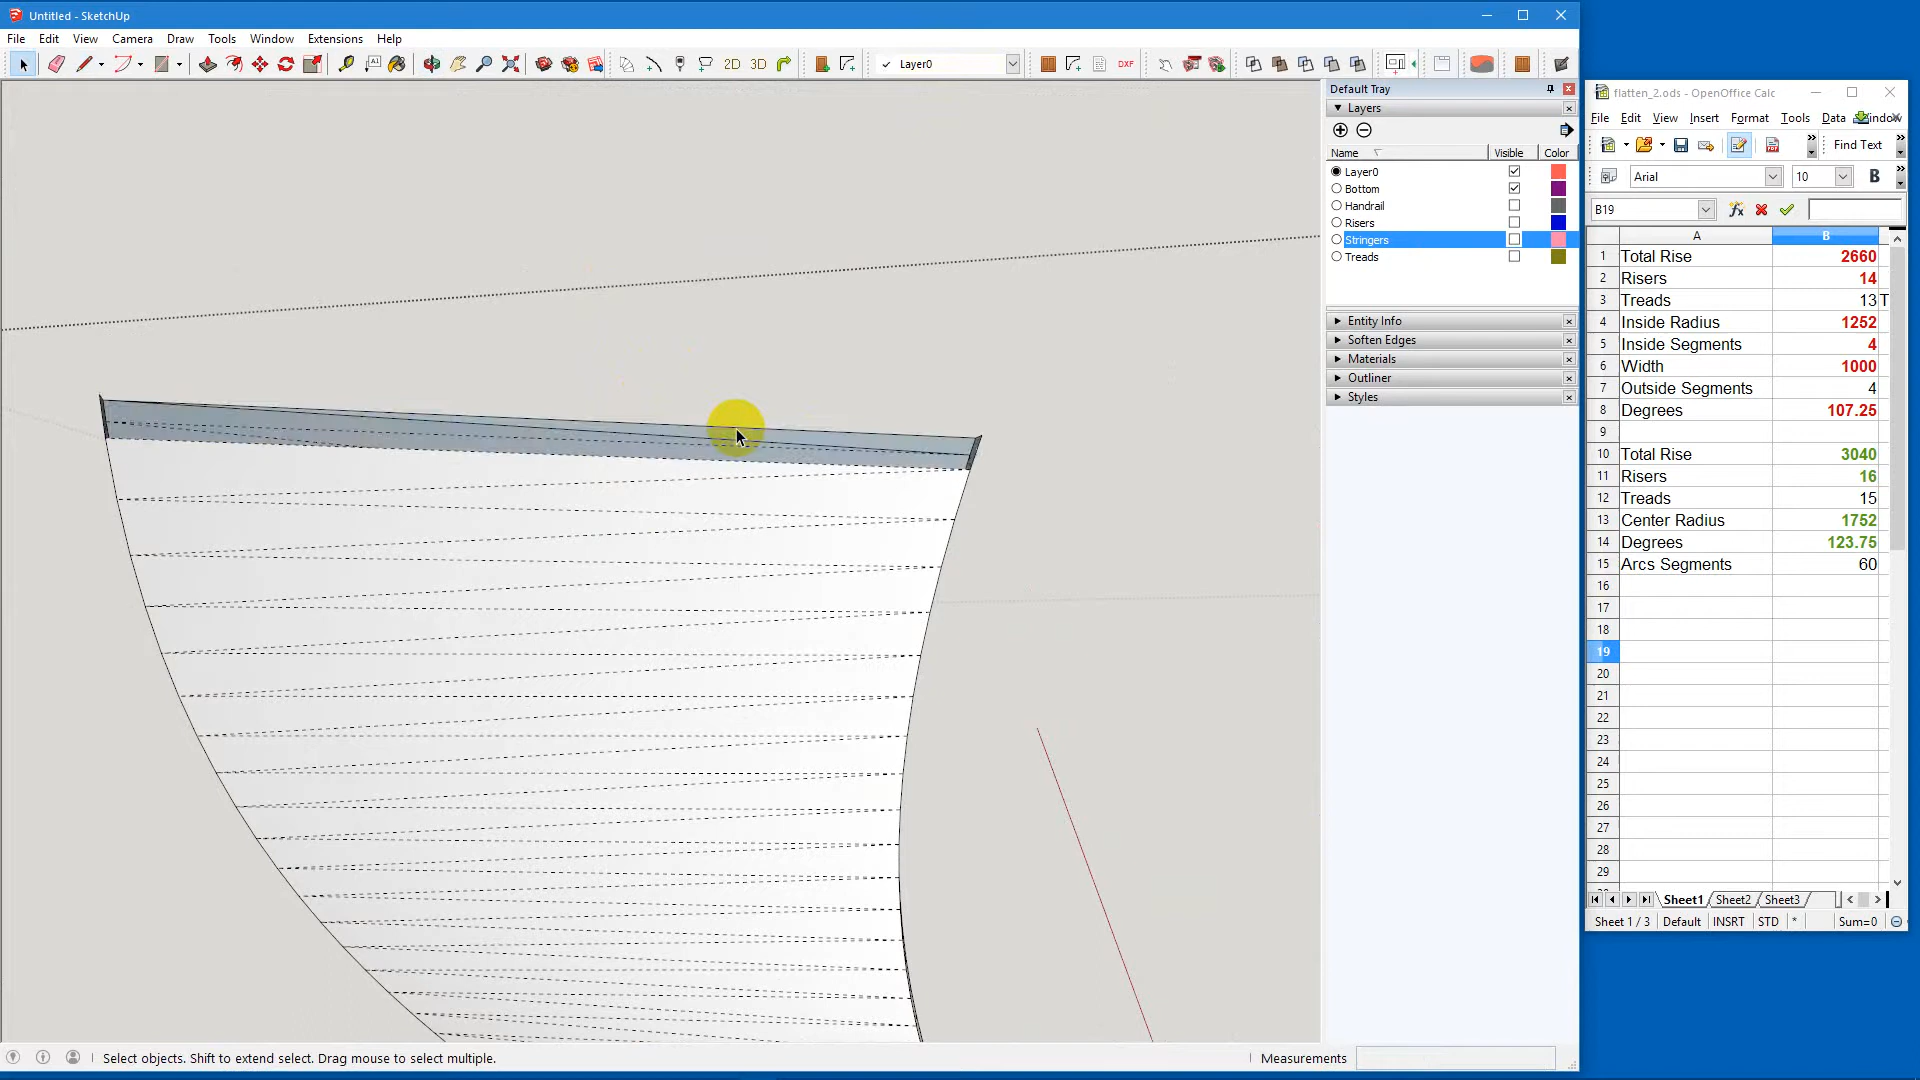 Untitled - SketchUp
File Edit View Camera Draw Tools Window Extensions Help
A1 2D 3D Layer0 DXF
Default Tray
Layers
Name Visible Color
Layer0
Bottom
Handrail
Risers
Stringers
Treads
Entity Info
Soften Edges
Materials
Outliner
Styles
Select objects. Shift to extend select. Drag mouse to select multiple.
Measurements
flatten_2.ods - OpenOffice Calc
File Edit View Insert Format Tools Data Window
Find Text
Arial 10 B
B19
A B
1 Total Rise 2660
2 Risers 14
3 Treads 13 T
4 Inside Radius 1252
5 Inside Segments 4
6 Width 1000
7 Outside Segments 4
8 Degrees 107.25
9
10 Total Rise 3040
11 Risers 16
12 Treads 15
13 Center Radius 1752
14 Degrees 123.75
15 Arcs Segments 60
16
17
18
19
20
21
22
23
24
25
26
27
28
29
Sheet1 Sheet2 Sheet3
Sheet 1 / 3 Default INSRT STD * Sum=0